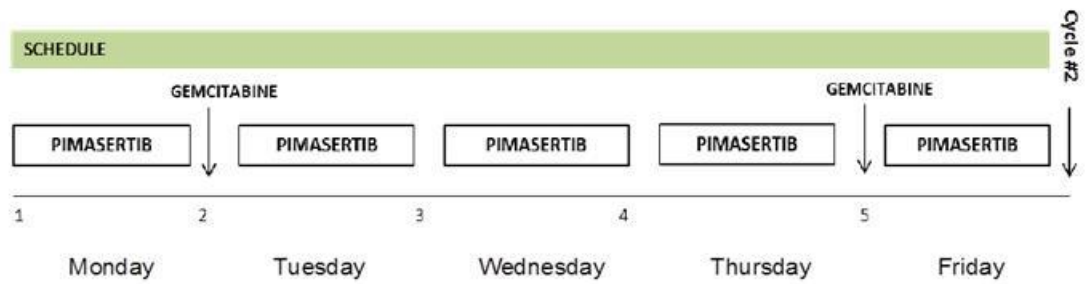 Cycle #2
SCHEDULE
GEMCITABINE GEMCITABINE
PIMASERTIB PIMASERTIB PIMASERTIB PIMASERTIB PIMASERTIB
1 2 3 4 5
Monday Tuesday Wednesday Thursday Friday